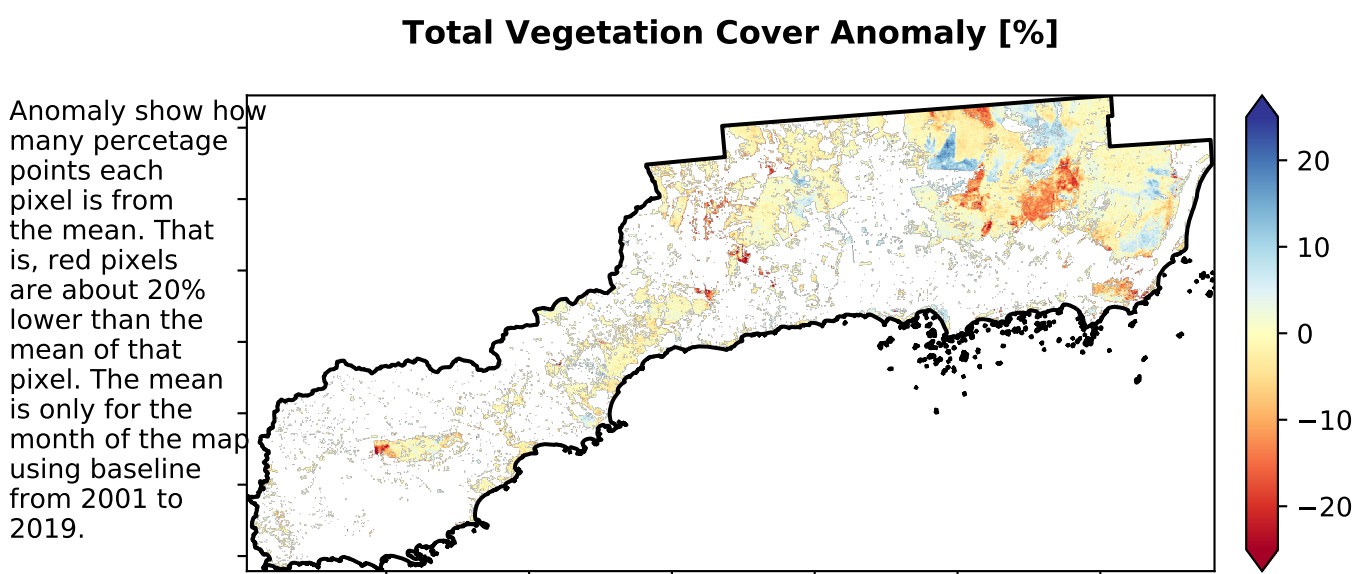 Total Vegetation Cover Anomaly [%]
Anomaly show how
many percetage
points each
pixel is from
the mean. That
is, red pixels
are about 20%
lower than the
mean of that
pixel. The mean
is only for the
month of the map
using baseline
from 2001 to
2019.
20
10
0
−10
−20